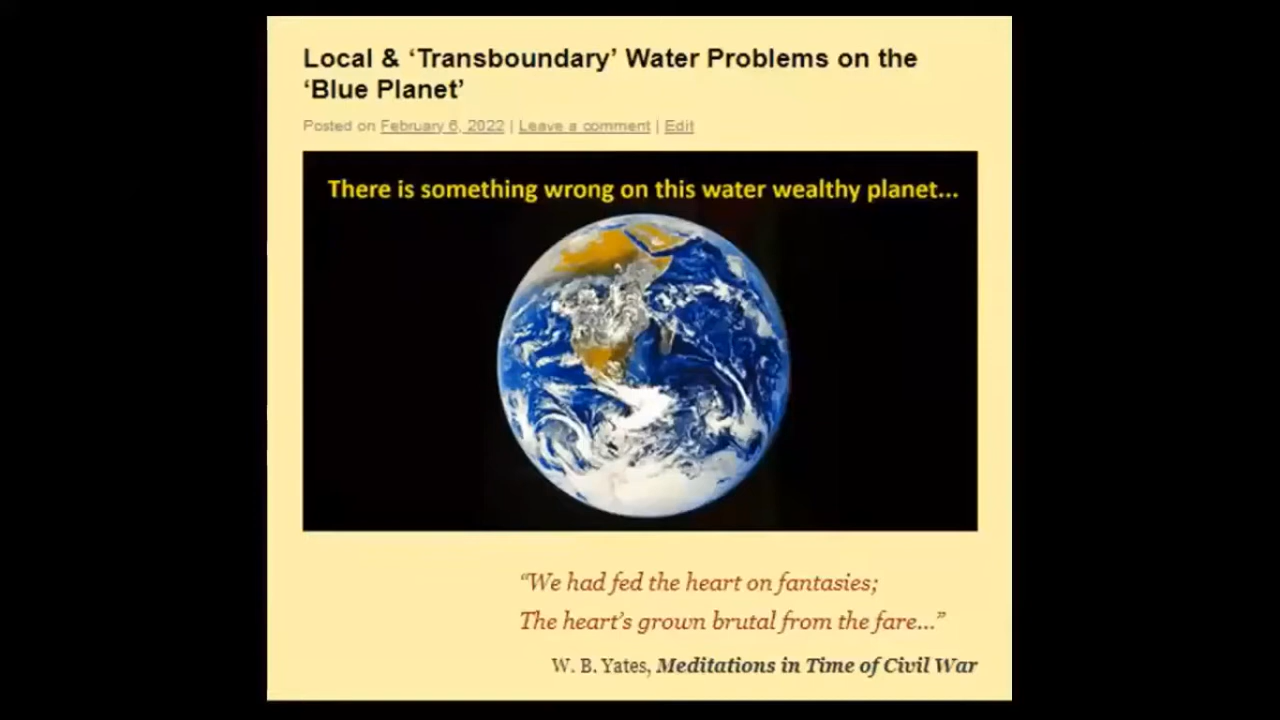 Local & ‘Transboundary’ Water Problems on the
‘Blue Planet’
Posted on February 6, 2022 | Leave a comment | Edit
There is something wrong on this water wealthy planet...
“We had fed the heart on fantasies;
The heart’s grown brutal from the fare...”
W. B. Yates, Meditations in Time of Civil War